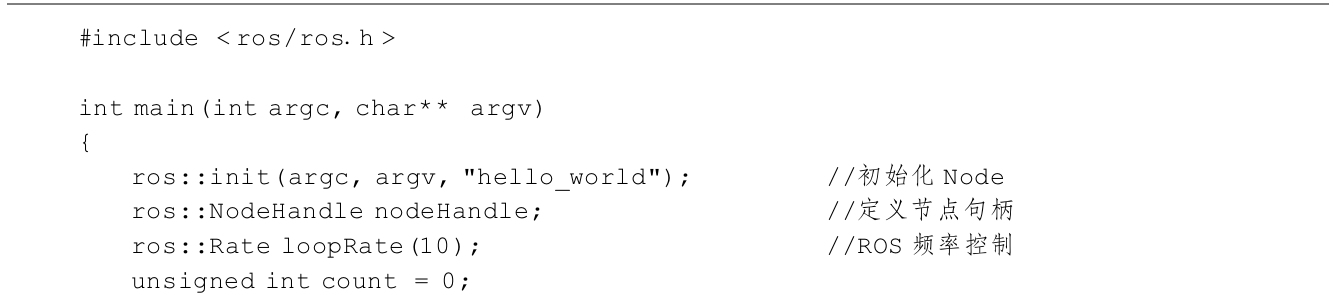 #include <ros/ros.h>
int main(int argc, char** argv)
{
ros::init(argc, argv, "hello_world"); //初始化 Node
ros::NodeHandle nodeHandle; //定义节点句柄
ros::Rate loopRate(10); //ROS 频率控制
unsigned int count = 0;